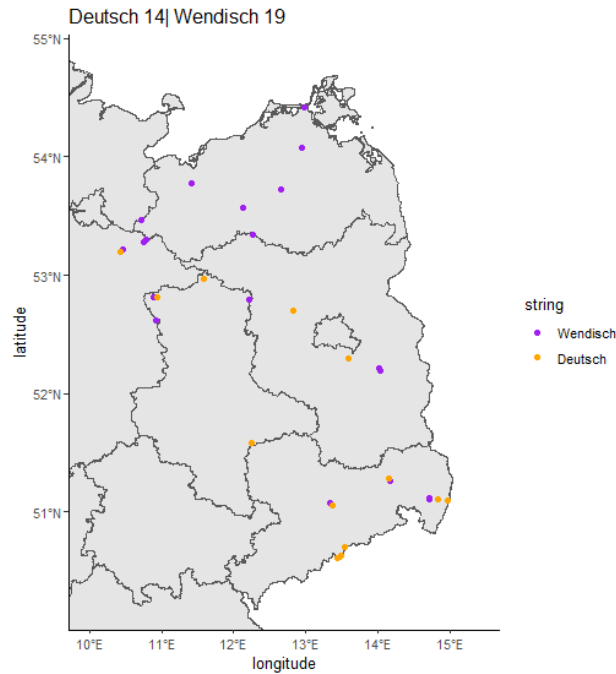 Deutsch 14| Wendisch 19
55°N
54°N
53°N
52°N
51°N
latitude
10°E 11°E 12°E 13°E 14°E 15°E
longitude
string
Wendisch
Deutsch